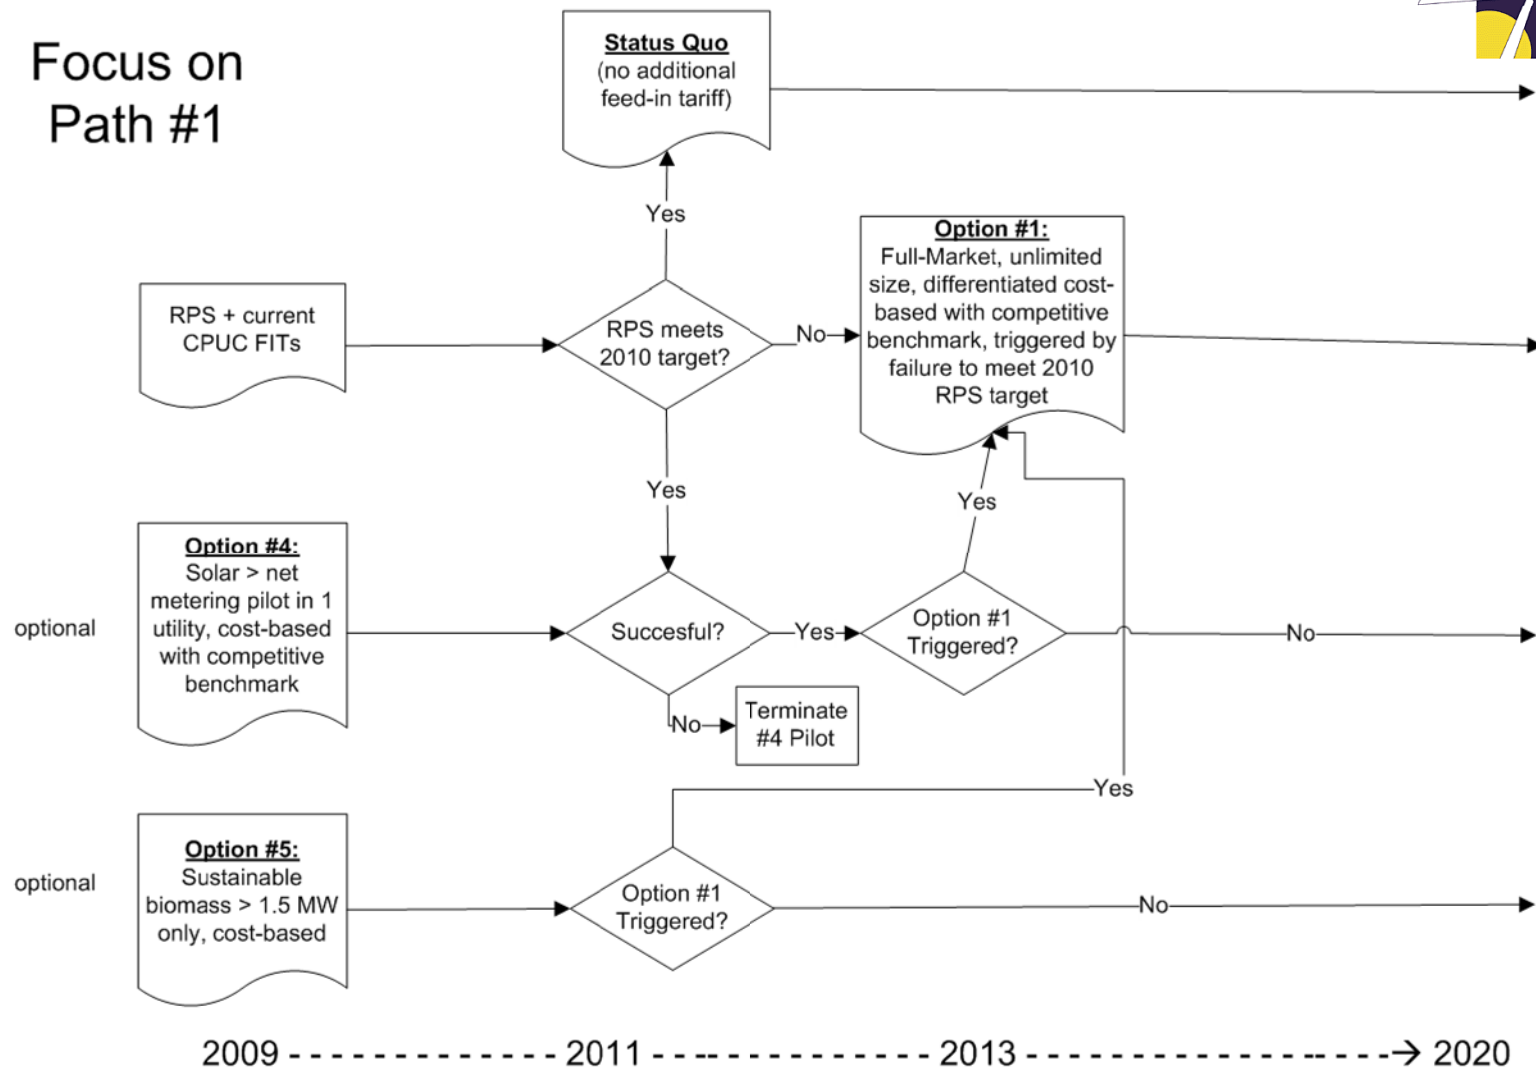 Focus on
Path #1
Status Quo
(no additional
feed-in tariff)
Yes
RPS + current
CPUC FITs
RPS meets
2010 target?
No
Option #1:
Full-Market, unlimited
size, differentiated cost-
based with competitive
benchmark, triggered by
failure to meet 2010
RPS target
Yes
Yes
optional
Option #4:
Solar > net
metering pilot in 1
utility, cost-based
with competitive
benchmark
Succesful?
Yes
Option #1
Triggered?
No
No
Terminate
#4 Pilot
Yes
optional
Option #5:
Sustainable
biomass > 1.5 MW
only, cost-based
Option #1
Triggered?
No
2009 2011 2013 2020